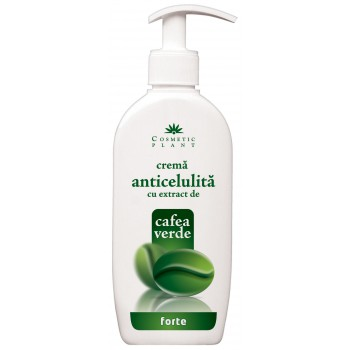 COSMETIC
PLANT
cremă
anticelulită
cu extract de
cafea
verde
forte